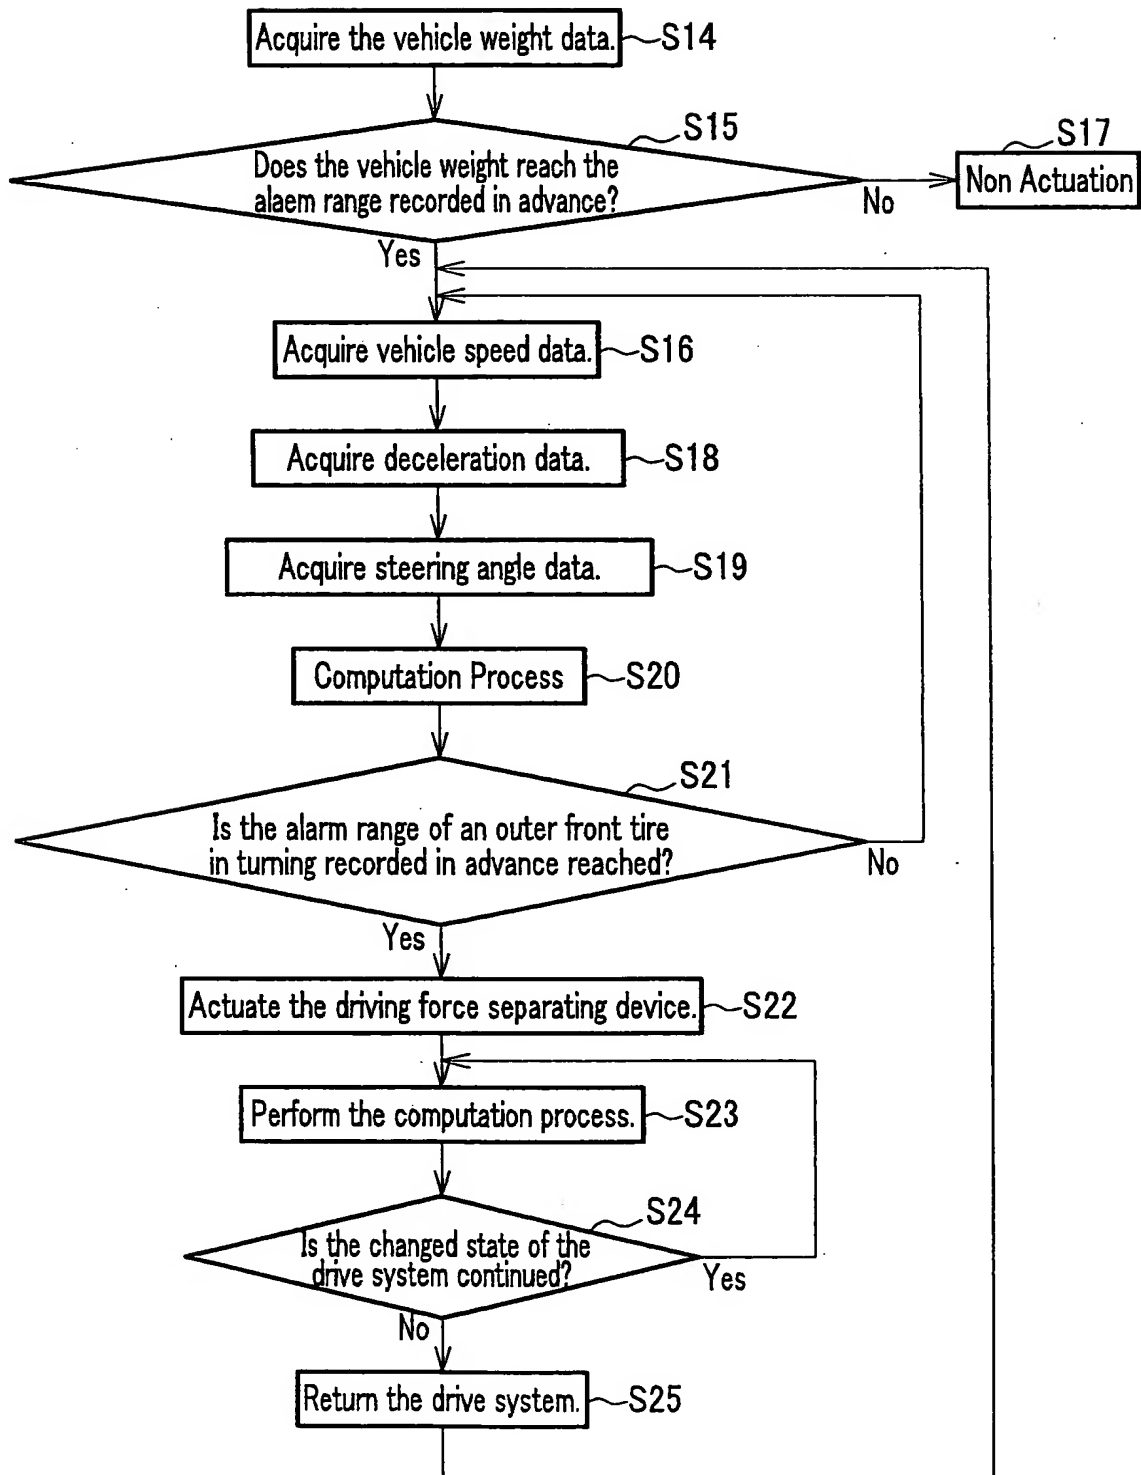 Acquire the vehicle weight data.
S14
S15
Does the vehicle weight reach the
alaem range recorded in advance?
S17
Non Actuation
No
Yes
Acquire vehicle speed data.
S16
Acquire deceleration data.
S18
Acquire steering angle data.
S19
Computation Process
S20
S21
Is the alarm range of an outer front tire
in turning recorded in advance reached?
No
Yes
Actuate the driving force separating device.
S22
Perform the computation process.
S23
S24
Is the changed state of the
drive system continued?
Yes
No
Return the drive system.
S25